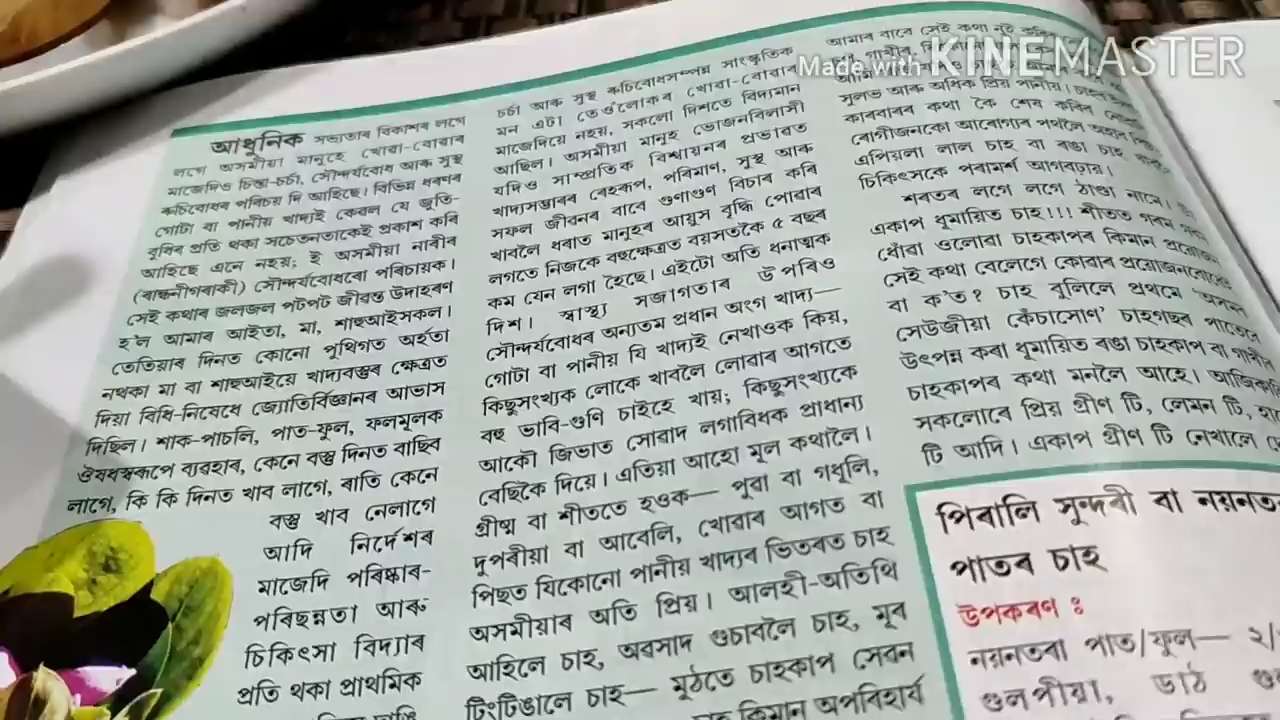 Made with KINEMASTER
আধুনিক সভ্যতাৰ বিকাশৰ লগে
লগে অসমীয়া মানুহে খোৱা-বোৱাৰ
মাজেদিও চিন্তা-চৰ্চা, সৌন্দৰ্যবোধ আৰু সুস্থ
ৰুচিবোধৰ পৰিচয় দি আহিছে। বিভিন্ন ধৰণৰ
গোটা বা পানীয় খাদ্যই কেৱল যে জুতি-
বুধিৰ প্ৰতি থকা সচেতনতাকেই প্ৰকাশ কৰি
আহিছে এনে নহয়; ই অসমীয়া নাৰীৰ
(ৰান্ধনীগৰাকী) সৌন্দৰ্যবোধৰো পৰিচায়ক।
সেই কথাৰ জলজল পটপট জীৱন্ত উদাহৰণ
হ'ল আমাৰ আইতা, মা, শাহুআইসকল।
তেতিয়াৰ দিনত কোনো পুথিগত অৰ্হতা
নথকা মা বা শাহুআইয়ে খাদ্যবস্তুৰ ক্ষেত্ৰত
দিয়া বিধি-নিষেধে জ্যোতিৰ্বিজ্ঞানৰ আভাস
দিছিল। শাক-পাচলি, পাত-ফুল, ফলমূলক
ঔষধস্বৰূপে ব্যৱহাৰ, কেনে বস্তু দিনত বাছিব
লাগে, কি কি দিনত খাব লাগে, ৰাতি কেনে
বস্তু খাব নেলাগে
আদি নিৰ্দেশৰ
মাজেদি পৰিষ্কাৰ-
পৰিছন্নতা আৰু
চিকিৎসা বিদ্যাৰ
প্ৰতি থকা প্ৰাথমিক
চৰ্চা আৰু সুস্থ ৰুচিবোধসম্পন্ন সাংস্কৃতিক
মন এটা তেওঁলোকৰ খোৱা-বোৱাৰ
মাজেদিয়ে নহয়, সকলো দিশতে বিদ্যমান
আছিল। অসমীয়া মানুহ ভোজনবিলাসী
যদিও সাম্প্ৰতিক বিশ্বায়নৰ প্ৰভাৱত
খাদ্যসম্ভাৰৰ বেহৰূপ, পৰিমাণ, সুস্থ আৰু
সফল জীৱনৰ বাবে গুণাগুণ বিচাৰ কৰি
খাবলৈ ধৰাত মানুহৰ আয়ুস বৃদ্ধি পোৱাৰ
লগতে নিজকে বহুক্ষেত্ৰত বয়সতকৈ ৫ বছৰ
কম যেন লগা হৈছে। এইটো অতি ধনাত্মক
দিশ। স্বাস্থ্য সজাগতাৰ উপৰিও
সৌন্দৰ্যবোধৰ অন্যতম প্ৰধান অংগ খাদ্য—
গোটা বা পানীয় যি খাদ্যই নেখাওক কিয়,
কিছুসংখ্যক লোকে খাবলৈ লোৱাৰ আগতে
বহু ভাবি-গুণি চাইহে খায়; কিছুসংখ্যকে
আকৌ জিভাত সোৱাদ লগাবিধক প্ৰাধান্য
বেছিকৈ দিয়ে। এতিয়া আহো মূল কথালৈ।
গ্ৰীষ্ম বা শীততে হওক— পুৱা বা গধূলি,
দুপৰীয়া বা আবেলি, খোৱাৰ আগত বা
পিছত যিকোনো পানীয় খাদ্যৰ ভিতৰত চাহ
অসমীয়াৰ অতি প্ৰিয়। আলহী-অতিথি
আহিলে চাহ, অৱসাদ গুচাবলৈ চাহ, মূৰ
টিংটিঙালে চাহ— মুঠতে চাহকাপ সেৱন
কিমান অপৰিহাৰ্য
আমাৰ বাবে সেই কথা
সুলভ আৰু অধিক প্ৰিয় পানীয়।
কাৰবাৰৰ কথা কৈ শেষ কৰিব
ৰোগীজনকো আৰোগ্যৰ পথলৈ
এপিয়লা লাল চাহ বা ৰঙা চাহ
চিকিৎসকে পৰামৰ্শ আগবঢ়ায়।
শৰতৰ লগে লগে ঠাণ্ডা নামে।
একাপ ধূমায়িত চাহ!!! শীতত গৰম
ধোঁৱা ওলোৱা চাহকাপৰ কিমান প্ৰয়োজন
সেই কথা বেলেগে কোৱাৰ
বা ক'ত? চাহ বুলিলে প্ৰথমে 'অসমৰ
সেউজীয়া কেঁচাসোণ' চাহগছৰ পাতেৰে
উৎপন্ন কৰা ধূমায়িত ৰঙা চাহকাপ বা গাখীৰ
চাহকাপৰ কথা মনলৈ আহে।
সকলোৰে প্ৰিয় গ্ৰীণ টি, লেমন টি,
টি আদি। একাপ গ্ৰীণ টি নেখালে
পিৰালি সুন্দৰী বা নয়নতৰা
পাতৰ চাহ
উপকৰণ :
নয়নতৰা পাত/ফুল— ২/
গুলপীয়া, ডাঠ